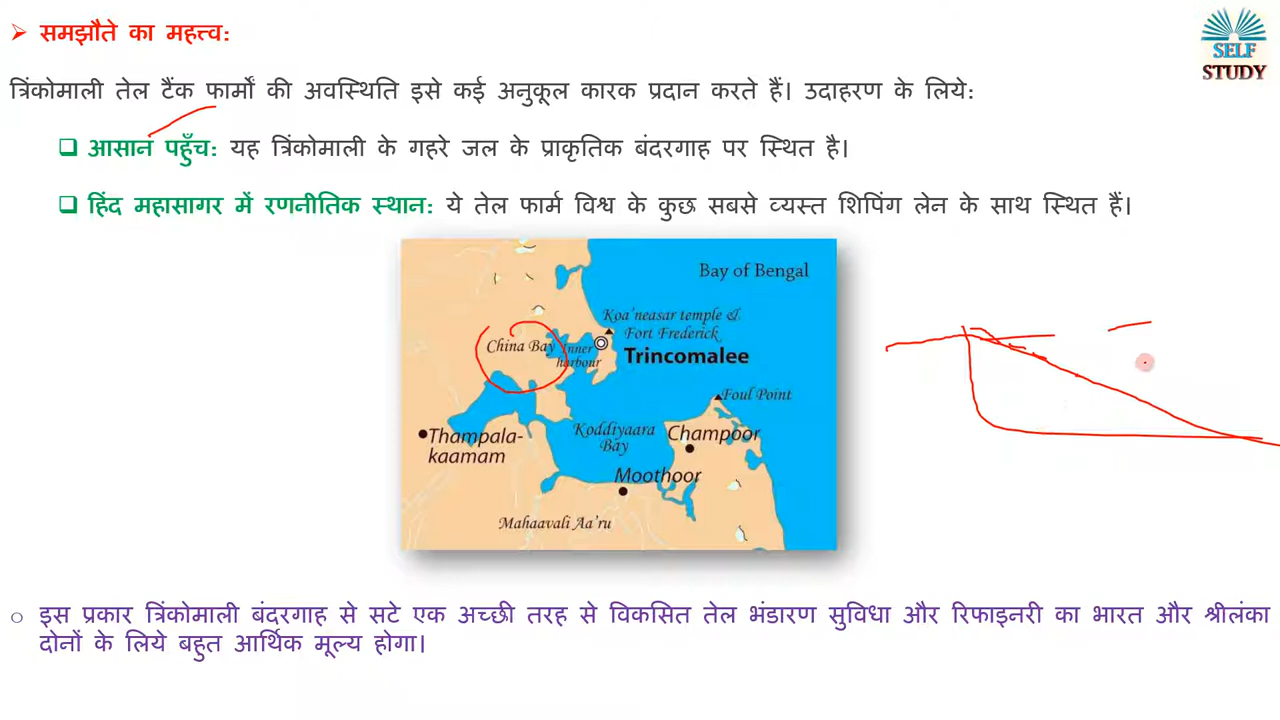 ➢ समझौते का महत्त्व:
SELF
STUDY
त्रिंकोमाली तेल टैंक फार्मों की अवस्थिति इसे कई अनुकूल कारक प्रदान करते हैं। उदाहरण के लिये:
❑ आसान पहुँच: यह त्रिंकोमाली के गहरे जल के प्राकृतिक बंदरगाह पर स्थित है।
❑ हिंद महासागर में रणनीतिक स्थान: ये तेल फार्म विश्व के कुछ सबसे व्यस्त शिपिंग लेन के साथ स्थित हैं।
Bay of Bengal
Koa'neasar temple &
Fort Frederick
China Bay
Inner
harbour
Trincomalee
Foul Point
Koddiyaara
Bay
Champoor
Thampala-
kaamam
Moothoor
Mahaavali Aa'ru
o इस प्रकार त्रिंकोमाली बंदरगाह से सटे एक अच्छी तरह से विकसित तेल भंडारण सुविधा और रिफाइनरी का भारत और श्रीलंका
दोनों के लिये बहुत आर्थिक मूल्य होगा।